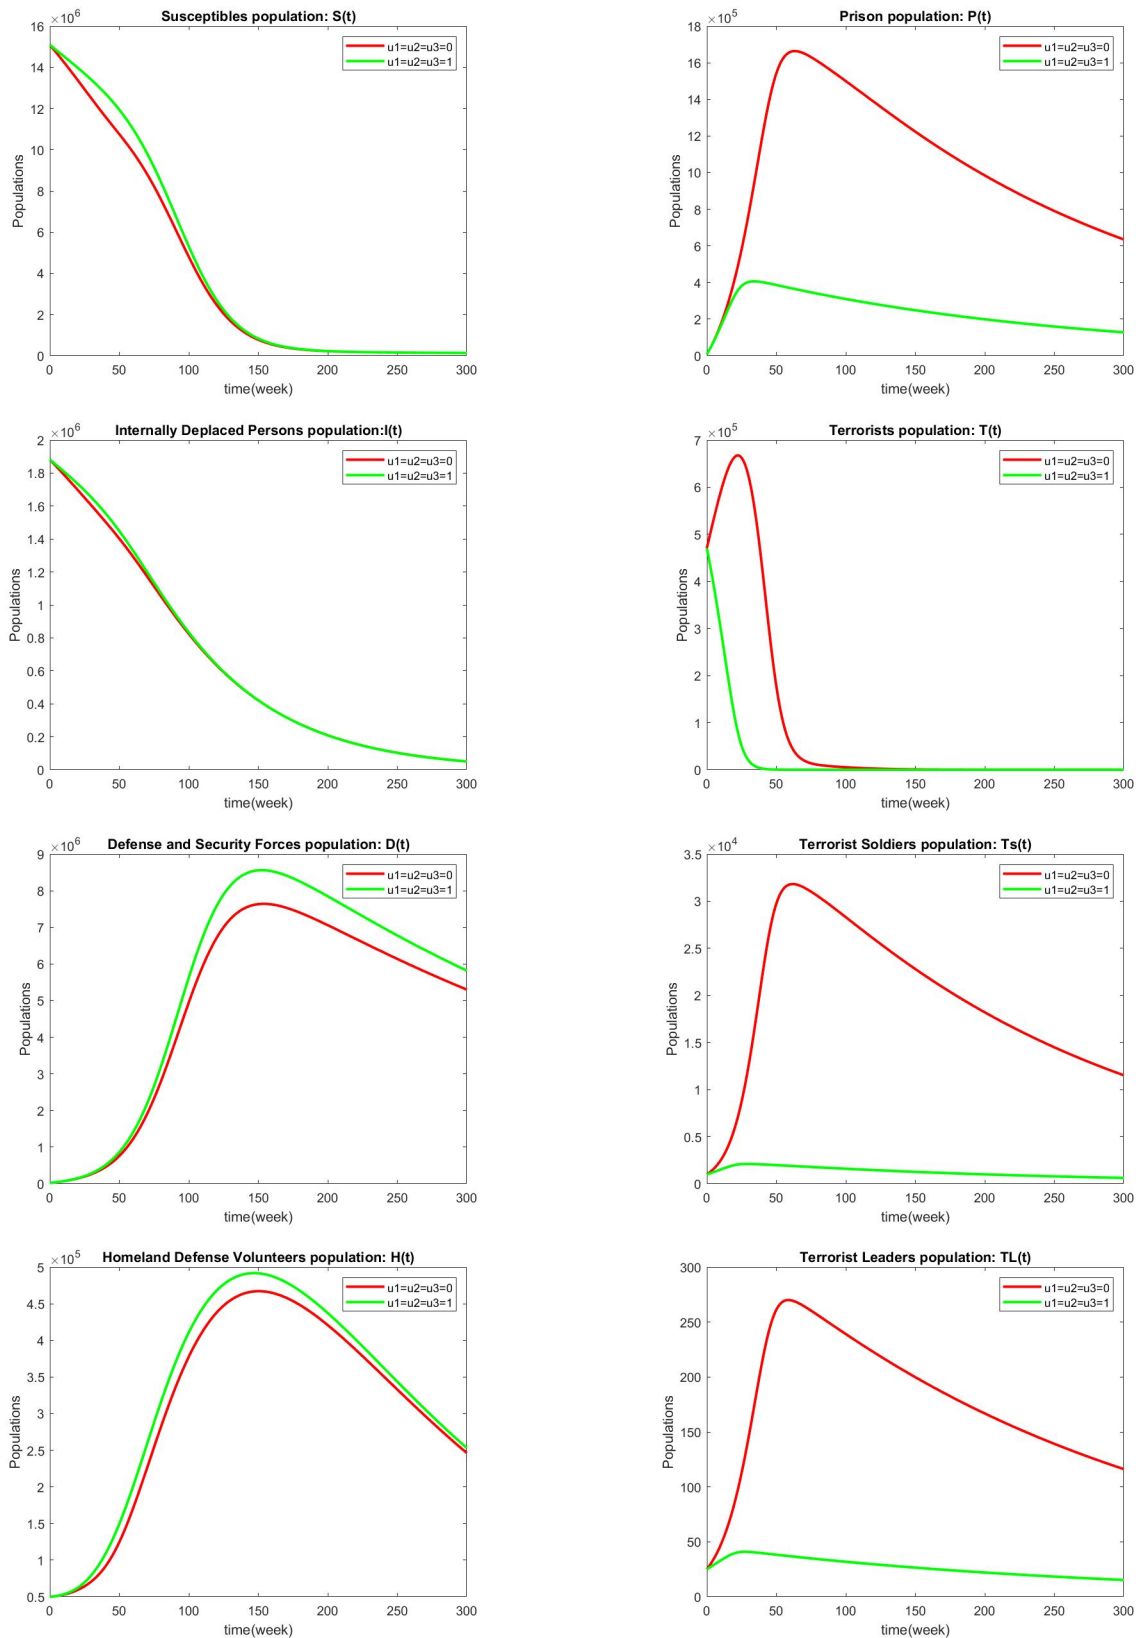 Susceptibles population: S(t)
×10^6
16
14
12
10
8
6
4
2
0
Populations
0 50 100 150 200 250 300
time(week)
u1=u2=u3=0
u1=u2=u3=1
Prison population: P(t)
×10^5
18
16
14
12
10
8
6
4
2
0
Populations
0 50 100 150 200 250 300
time(week)
u1=u2=u3=0
u1=u2=u3=1
Internally Deplaced Persons population:I(t)
×10^6
2
1.8
1.6
1.4
1.2
1
0.8
0.6
0.4
0.2
0
Populations
0 50 100 150 200 250 300
time(week)
u1=u2=u3=0
u1=u2=u3=1
Terrorists population: T(t)
×10^5
7
6
5
4
3
2
1
0
Populations
0 50 100 150 200 250 300
time(week)
u1=u2=u3=0
u1=u2=u3=1
Defense and Security Forces population: D(t)
×10^6
9
8
7
6
5
4
3
2
1
0
Populations
0 50 100 150 200 250 300
time(week)
u1=u2=u3=0
u1=u2=u3=1
Terrorist Soldiers population: Ts(t)
×10^4
3.5
3
2.5
2
1.5
1
0.5
0
Populations
0 50 100 150 200 250 300
time(week)
u1=u2=u3=0
u1=u2=u3=1
Homeland Defense Volunteers population: H(t)
×10^5
5
4.5
4
3.5
3
2.5
2
1.5
1
0.5
Populations
0 50 100 150 200 250 300
time(week)
u1=u2=u3=0
u1=u2=u3=1
Terrorist Leaders population: TL(t)
300
250
200
150
100
50
0
Populations
0 50 100 150 200 250 300
time(week)
u1=u2=u3=0
u1=u2=u3=1